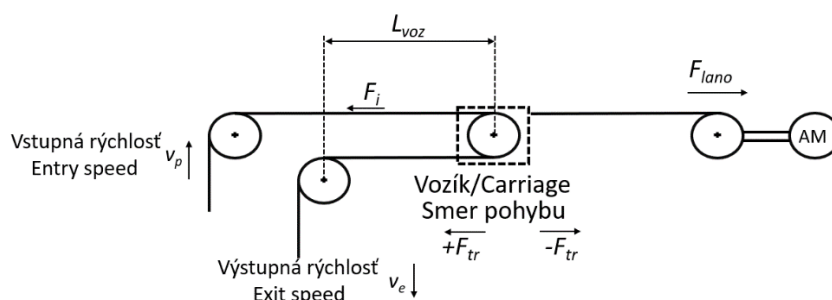 L_voz
F_i
F_lano
AM
Vstupná rýchlosť
Entry speed
v_p
Vozík/Carriage
Smer pohybu
+F_tr
-F_tr
Výstupná rýchlosť
Exit speed
v_e